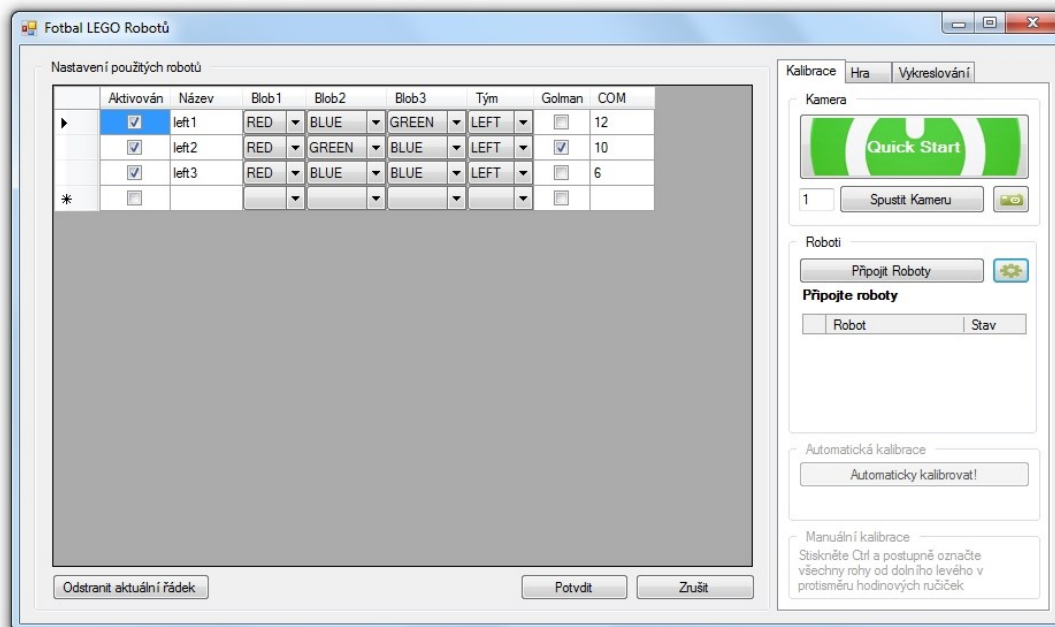 Fotbal LEGO Robotů
Nastavení použitých robotů
Aktivován Název Blob1 Blob2 Blob3 Tým Golman COM
left1 RED BLUE GREEN LEFT 12
left2 RED GREEN BLUE LEFT 10
left3 RED BLUE BLUE LEFT 6
Odstranit aktuální řádek
Potvdit
Zrušit
Kalibrace Hra Vykreslování
Kamera
Quick Start
1 Spustit Kameru
Roboti
Připojit Roboty
Připojte roboty
Robot Stav
Automatická kalibrace
Automaticky kalibrovat!
Manuální kalibrace
Stiskněte Ctrl a postupně označte
všechny rohy od dolního levého v
protisměru hodinových ručiček